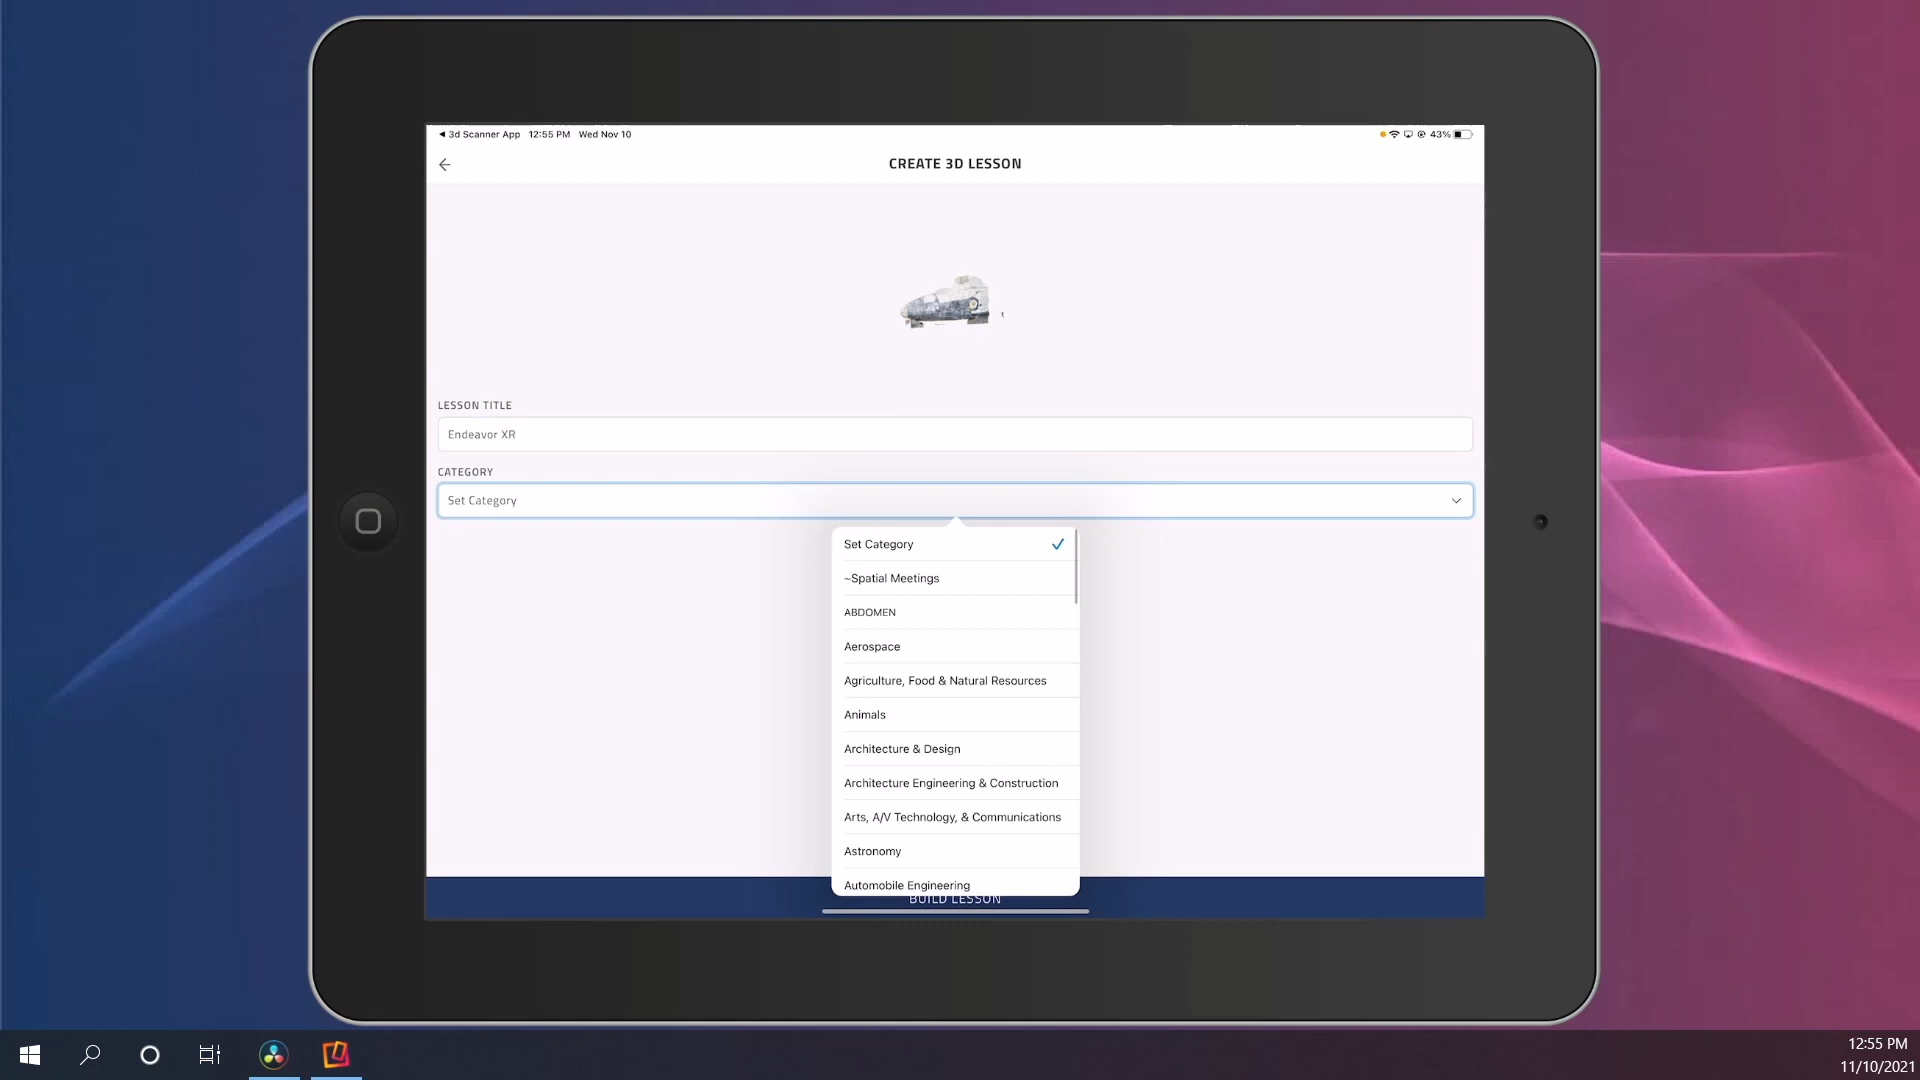 ◀ 3d Scanner App 12:55 PM Wed Nov 10
43%
CREATE 3D LESSON
LESSON TITLE
Endeavor XR
CATEGORY
Set Category
Set Category
~Spatial Meetings
ABDOMEN
Aerospace
Agriculture, Food & Natural Resources
Animals
Architecture & Design
Architecture Engineering & Construction
Arts, A/V Technology, & Communications
Astronomy
Automobile Engineering
BUILD LESSON
12:55 PM
11/10/2021